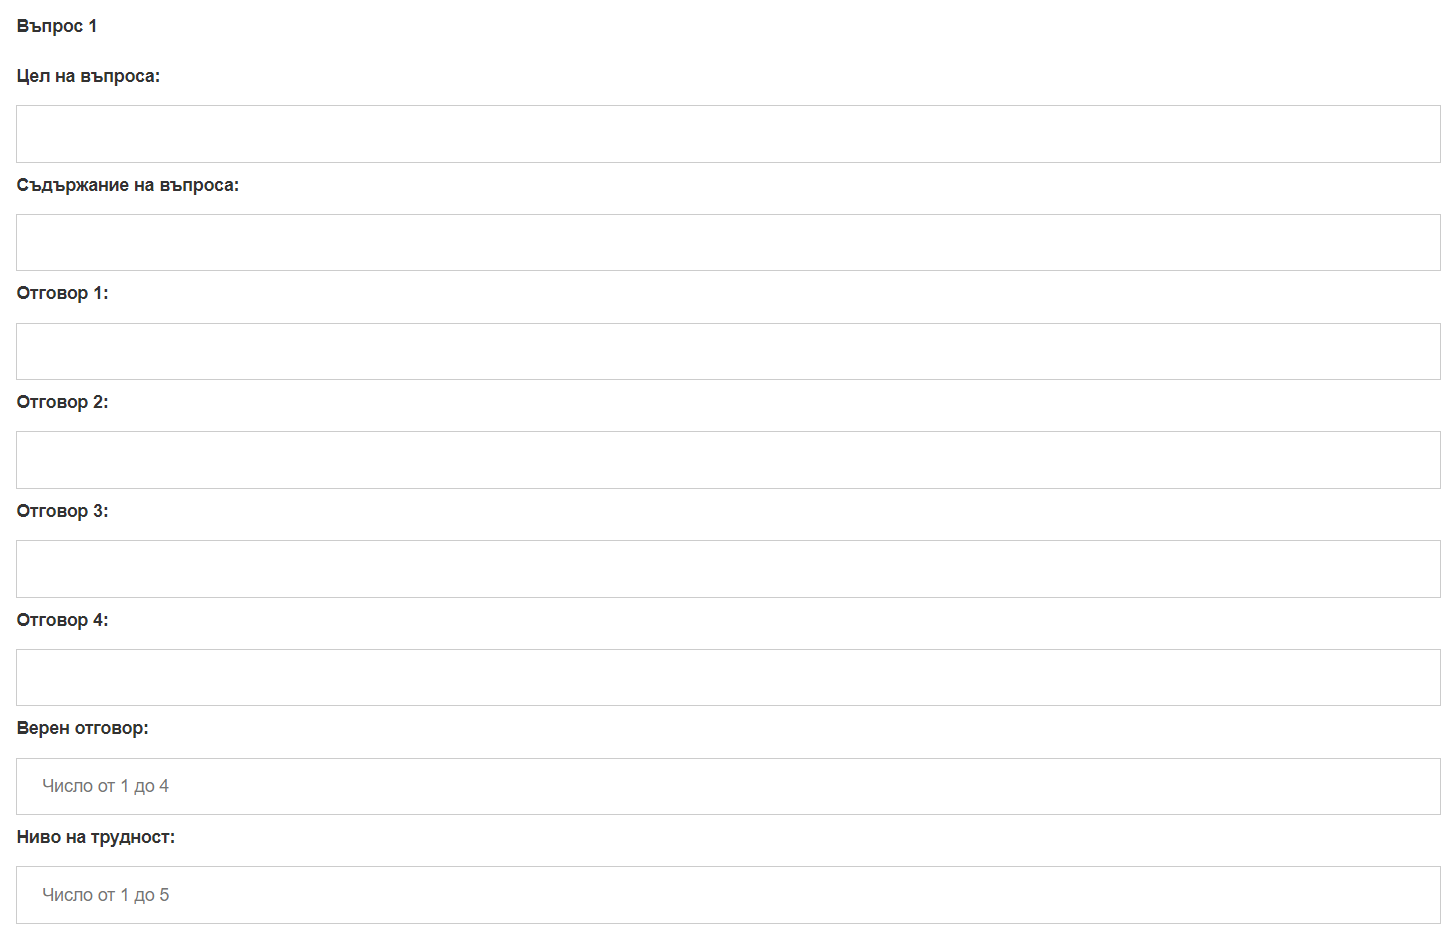 Въпрос 1
Цел на въпроса:
Съдържание на въпроса:
Отговор 1:
Отговор 2:
Отговор 3:
Отговор 4:
Верен отговор:
Число от 1 до 4
Ниво на трудност:
Число от 1 до 5